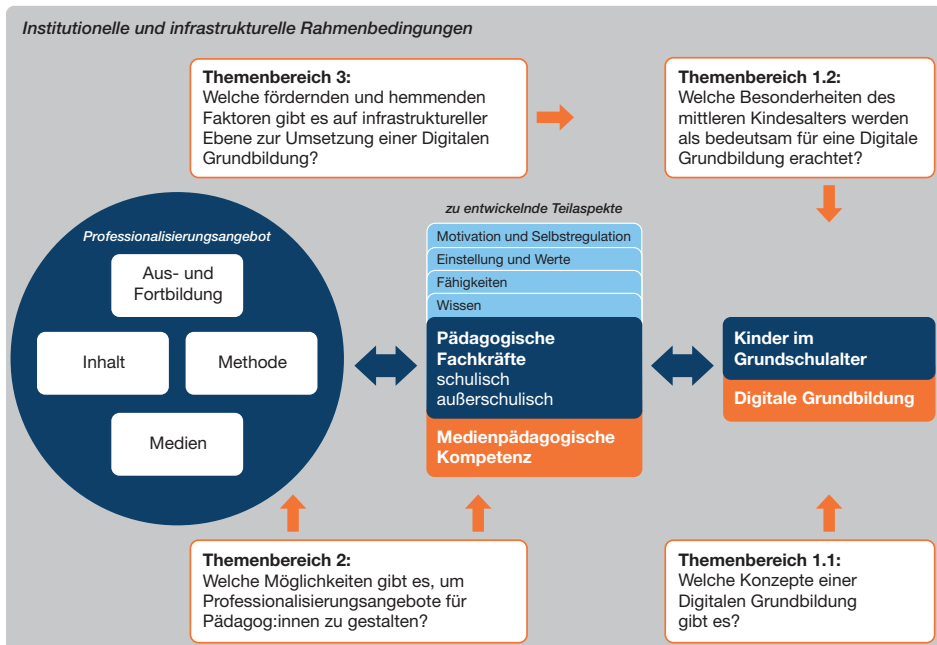 Institutionelle und infrastrukturelle Rahmenbedingungen
Themenbereich 3:
Welche fördernden und hemmenden
Faktoren gibt es auf infrastruktureller
Ebene zur Umsetzung einer Digitalen
Grundbildung?
Themenbereich 1.2:
Welche Besonderheiten des
mittleren Kindesalters werden
als bedeutsam für eine Digitale
Grundbildung erachtet?
Professionalisierungsangebot
Aus- und
Fortbildung
Inhalt
Methode
Medien
zu entwickelnde Teilaspekte
Motivation und Selbstregulation
Einstellung und Werte
Fähigkeiten
Wissen
Pädagogische
Fachkräfte
schulisch
außerschulisch
Medienpädagogische
Kompetenz
Kinder im
Grundschulalter
Digitale Grundbildung
Themenbereich 2:
Welche Möglichkeiten gibt es, um
Professionalisierungsangebote für
Pädagog:innen zu gestalten?
Themenbereich 1.1:
Welche Konzepte einer
Digitalen Grundbildung
gibt es?